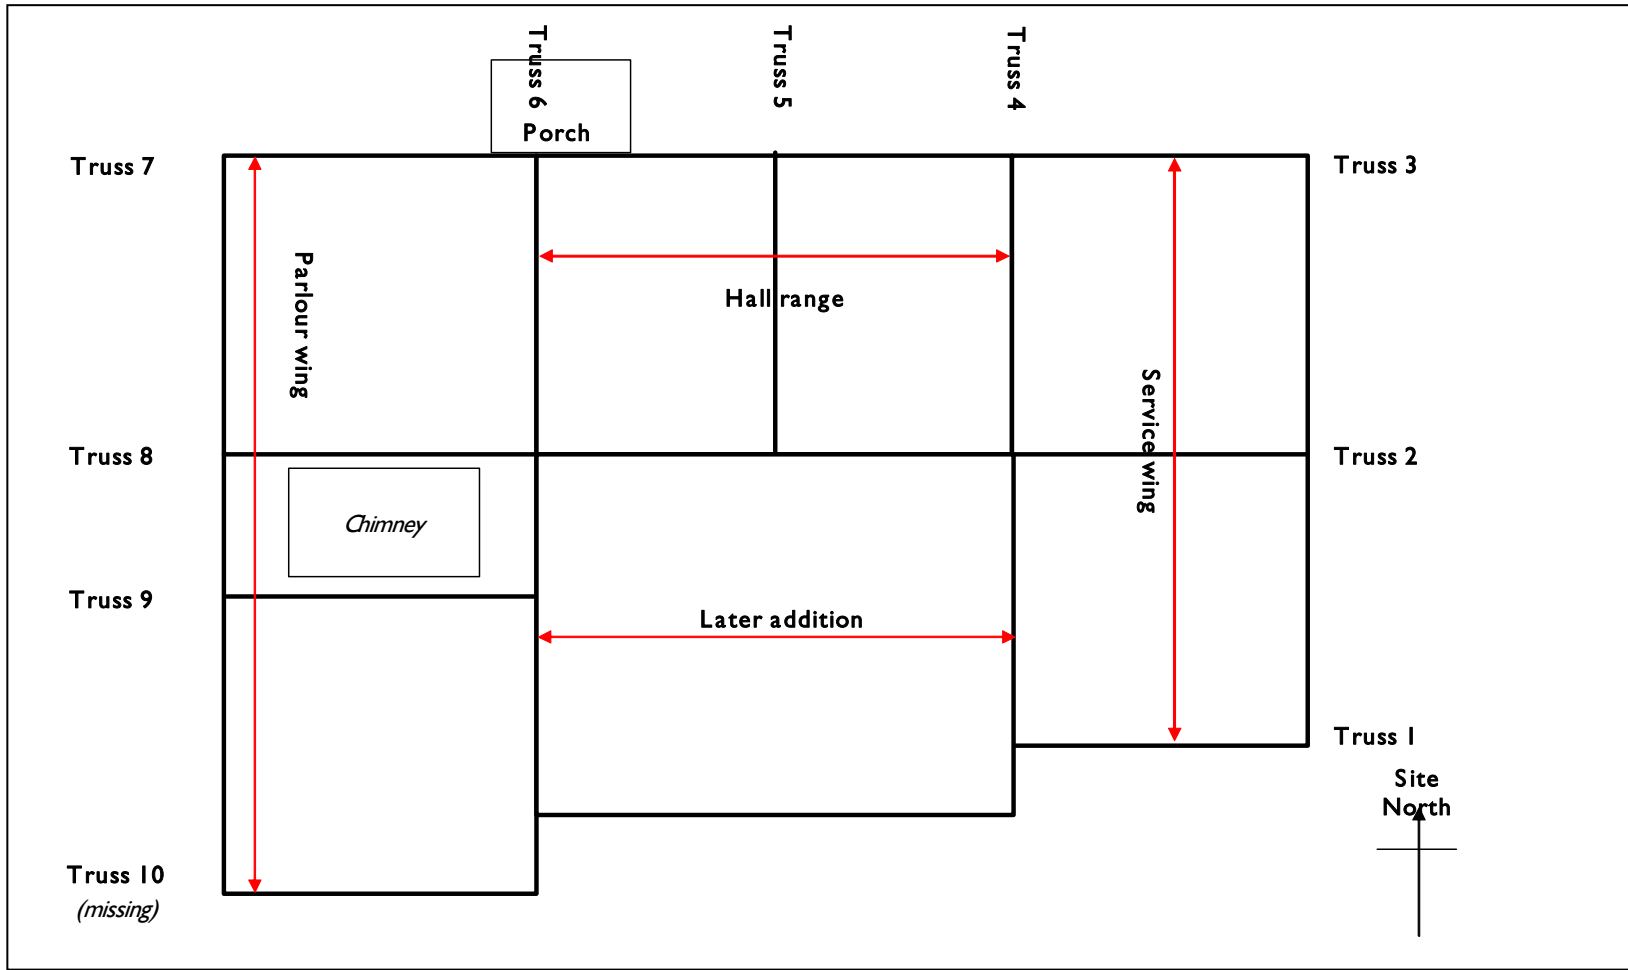 Truss 6
Truss 5
Truss 4
Porch
Truss 7
Truss 3
Parlour wing
Hall range
Service wing
Truss 8
Truss 2
Chimney
Truss 9
Later addition
Truss 1
Site
North
Truss 10
(missing)